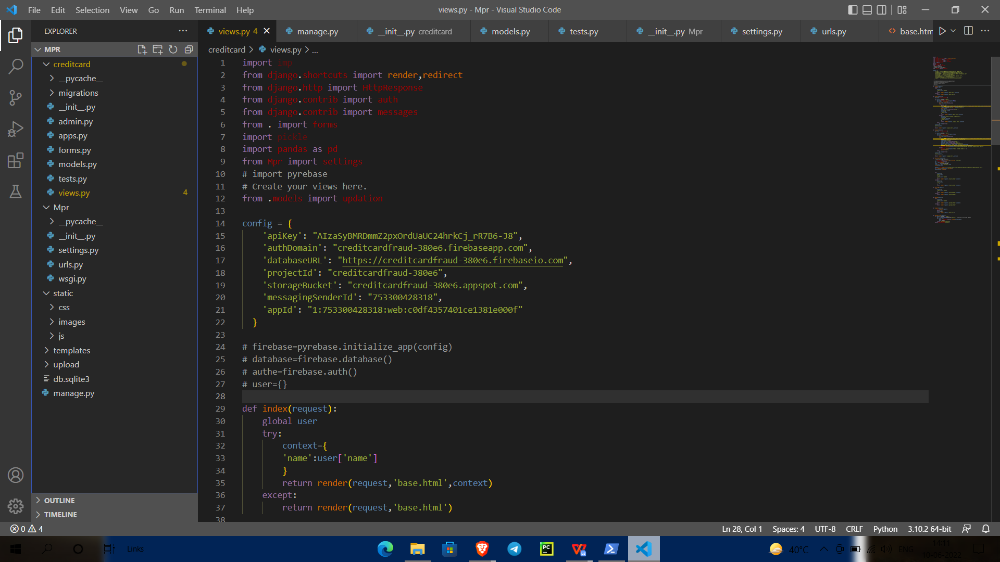 File Edit Selection View Go Run Terminal Help
views.py - Mpr - Visual Studio Code
EXPLORER
views.py 4
manage.py
__init__.py creditcard
models.py
tests.py
__init__.py Mpr
settings.py
urls.py
base.htm
MPR
creditcard
__pycache__
migrations
__init__.py
admin.py
apps.py
forms.py
models.py
tests.py
views.py 4
Mpr
__pycache__
__init__.py
settings.py
urls.py
wsgi.py
static
css
images
js
templates
upload
db.sqlite3
manage.py
OUTLINE
TIMELINE
creditcard > views.py > ...
1 import imp
2 from django.shortcuts import render,redirect
3 from django.http import HttpResponse
4 from django.contrib import auth
5 from django.contrib import messages
6 from . import forms
7 import pickle
8 import pandas as pd
9 from Mpr import settings
10 # import pyrebase
11 # Create your views here.
12 from .models import updation
13
14 config = {
15 'apiKey': "AIzaSyBMRDmmZ2pxOrdUaUC24hrkCj_rR7B6-J8",
16 'authDomain': "creditcardfraud-380e6.firebaseapp.com",
17 'databaseURL': "https://creditcardfraud-380e6.firebaseio.com",
18 'projectId': "creditcardfraud-380e6",
19 'storageBucket': "creditcardfraud-380e6.appspot.com",
20 'messagingSenderId': "753300428318",
21 'appId': "1:753300428318:web:c0df4357401ce1381e000f"
22 }
23
24 # firebase=pyrebase.initialize_app(config)
25 # database=firebase.database()
26 # authe=firebase.auth()
27 # user={}
28
29 def index(request):
30 global user
31 try:
32 context={
33 'name':user['name']
34 }
35 return render(request,'base.html',context)
36 except:
37 return render(request,'base.html')
38
0 4
Ln 28, Col 1 Spaces: 4 UTF-8 CRLF Python 3.10.2 64-bit
Links
40°C
ENG
14:11
10-06-2022